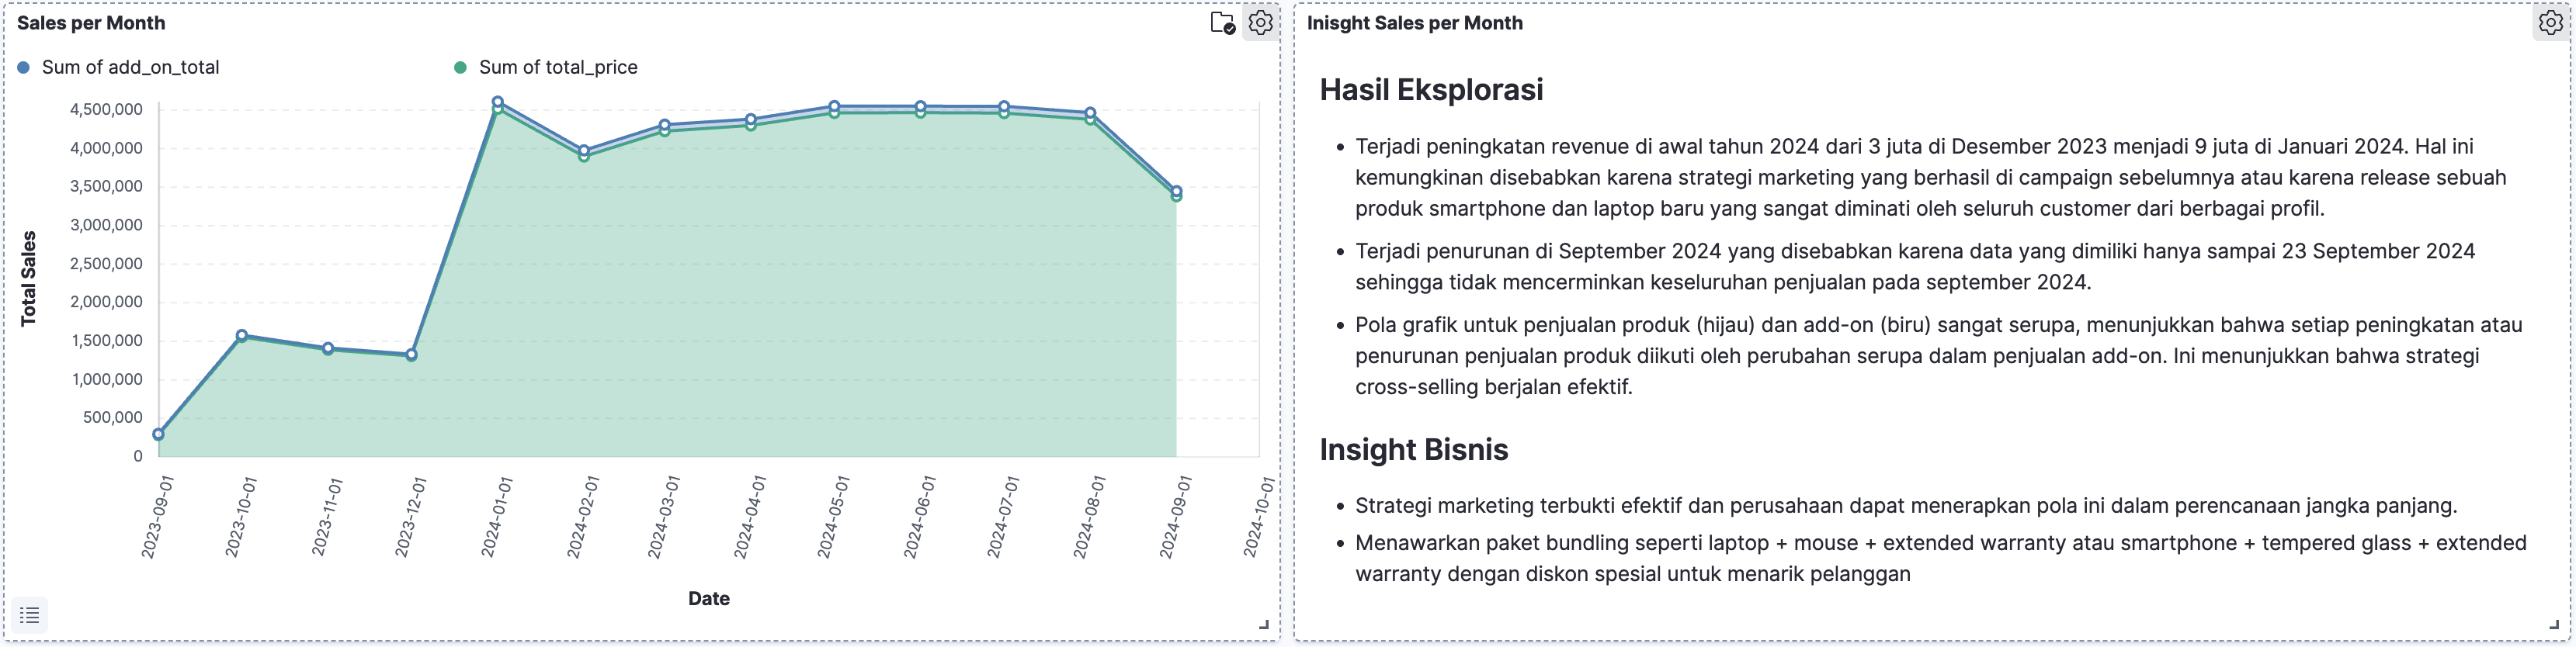 Sales per Month
Sum of add_on_total
Sum of total_price
4,500,000
4,000,000
3,500,000
3,000,000
2,500,000
2,000,000
1,500,000
1,000,000
500,000
0
Total Sales
2023-09-01
2023-10-01
2023-11-01
2023-12-01
2024-01-01
2024-02-01
2024-03-01
2024-04-01
2024-05-01
2024-06-01
2024-07-01
2024-08-01
2024-09-01
2024-10-01
Date
Inisght Sales per Month
Hasil Eksplorasi
• Terjadi peningkatan revenue di awal tahun 2024 dari 3 juta di Desember 2023 menjadi 9 juta di Januari 2024. Hal ini
kemungkinan disebabkan karena strategi marketing yang berhasil di campaign sebelumnya atau karena release sebuah
produk smartphone dan laptop baru yang sangat diminati oleh seluruh customer dari berbagai profil.
• Terjadi penurunan di September 2024 yang disebabkan karena data yang dimiliki hanya sampai 23 September 2024
sehingga tidak mencerminkan keseluruhan penjualan pada september 2024.
• Pola grafik untuk penjualan produk (hijau) dan add-on (biru) sangat serupa, menunjukkan bahwa setiap peningkatan atau
penurunan penjualan produk diikuti oleh perubahan serupa dalam penjualan add-on. Ini menunjukkan bahwa strategi
cross-selling berjalan efektif.
Insight Bisnis
• Strategi marketing terbukti efektif dan perusahaan dapat menerapkan pola ini dalam perencanaan jangka panjang.
• Menawarkan paket bundling seperti laptop + mouse + extended warranty atau smartphone + tempered glass + extended
warranty dengan diskon spesial untuk menarik pelanggan